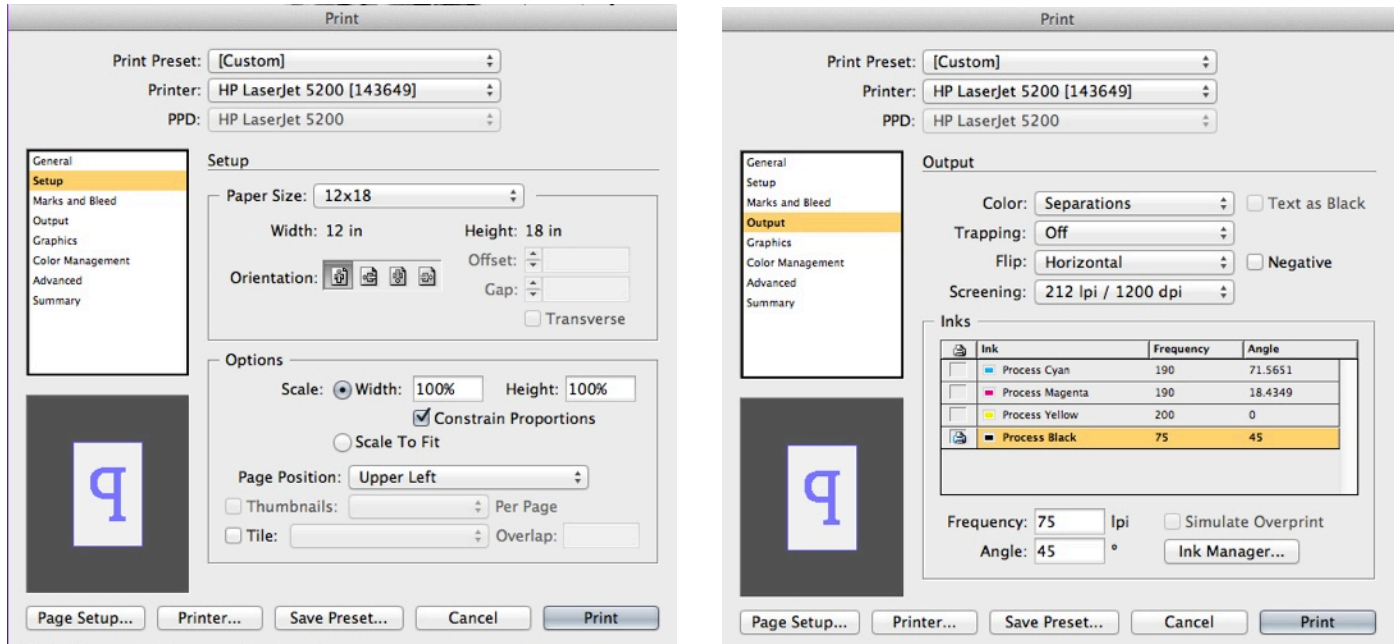 Print
Print Preset: [Custom]
Printer: HP LaserJet 5200 [143649]
PPD: HP LaserJet 5200
General
Setup
Marks and Bleed
Output
Graphics
Color Management
Advanced
Summary
Setup
Paper Size: 12x18
Width: 12 in Height: 18 in
Orientation: Offset:
Gap:
Transverse
Options
Scale: Width: 100% Height: 100%
Constrain Proportions
Scale To Fit
Page Position: Upper Left
Thumbnails: Per Page
Tile: Overlap:
Page Setup... Printer... Save Preset... Cancel Print
Print
Print Preset: [Custom]
Printer: HP LaserJet 5200 [143649]
PPD: HP LaserJet 5200
General
Setup
Marks and Bleed
Output
Graphics
Color Management
Advanced
Summary
Output
Color: Separations Text as Black
Trapping: Off
Flip: Horizontal Negative
Screening: 212 lpi / 1200 dpi
Inks
Ink Frequency Angle
Process Cyan 190 71.5651
Process Magenta 190 18.4349
Process Yellow 200 0
Process Black 75 45
Frequency: 75 lpi Simulate Overprint
Angle: 45 ° Ink Manager...
Page Setup... Printer... Save Preset... Cancel Print